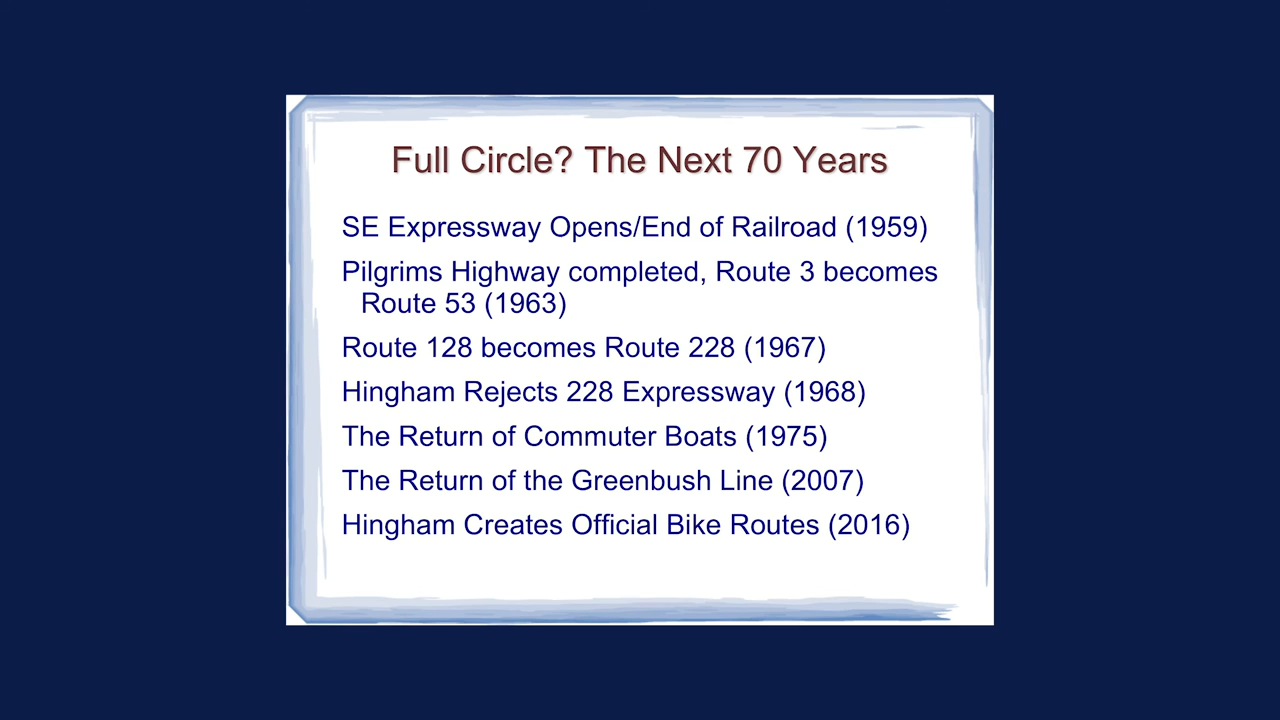 Full Circle? The Next 70 Years
SE Expressway Opens/End of Railroad (1959)
Pilgrims Highway completed, Route 3 becomes
Route 53 (1963)
Route 128 becomes Route 228 (1967)
Hingham Rejects 228 Expressway (1968)
The Return of Commuter Boats (1975)
The Return of the Greenbush Line (2007)
Hingham Creates Official Bike Routes (2016)